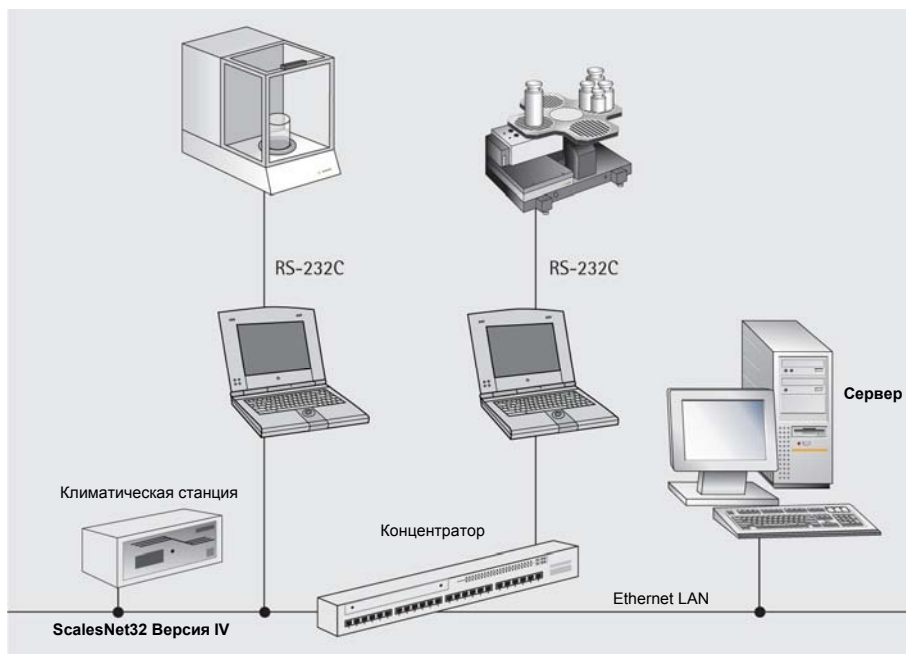 RS-232C
RS-232C
Сервер
Климатическая станция
Концентратор
Ethernet LAN
ScalesNet32 Версия IV